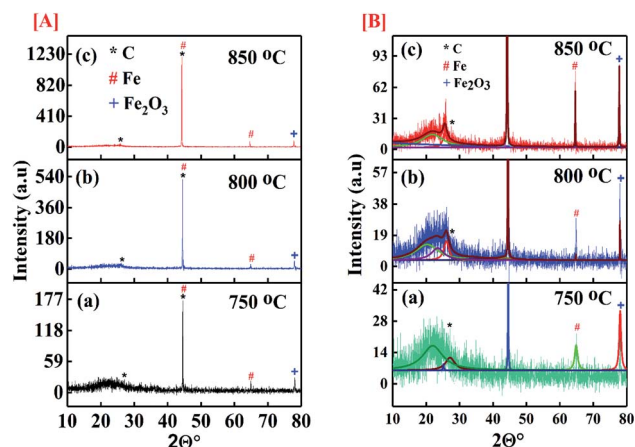 [A]
(c) 850 ºC
* C
# Fe
+ Fe2O3
#
*
*
#
+
1230
820
410
0
(b) 800 ºC
#
*
*
#
+
540
360
180
0
(a) 750 ºC
#
*
*
#
+
177
118
59
0
10 20 30 40 50 60 70 80
2Θ°
Intensity (a.u)
[B]
(c) 850 ºC
* C
# Fe
+ Fe2O3
*
#
+
93
62
31
0
(b) 800 ºC
*
#
+
57
38
19
0
(a) 750 ºC
*
#
+
42
28
14
0
10 20 30 40 50 60 70 80
2Θ°
Intensity (a.u)